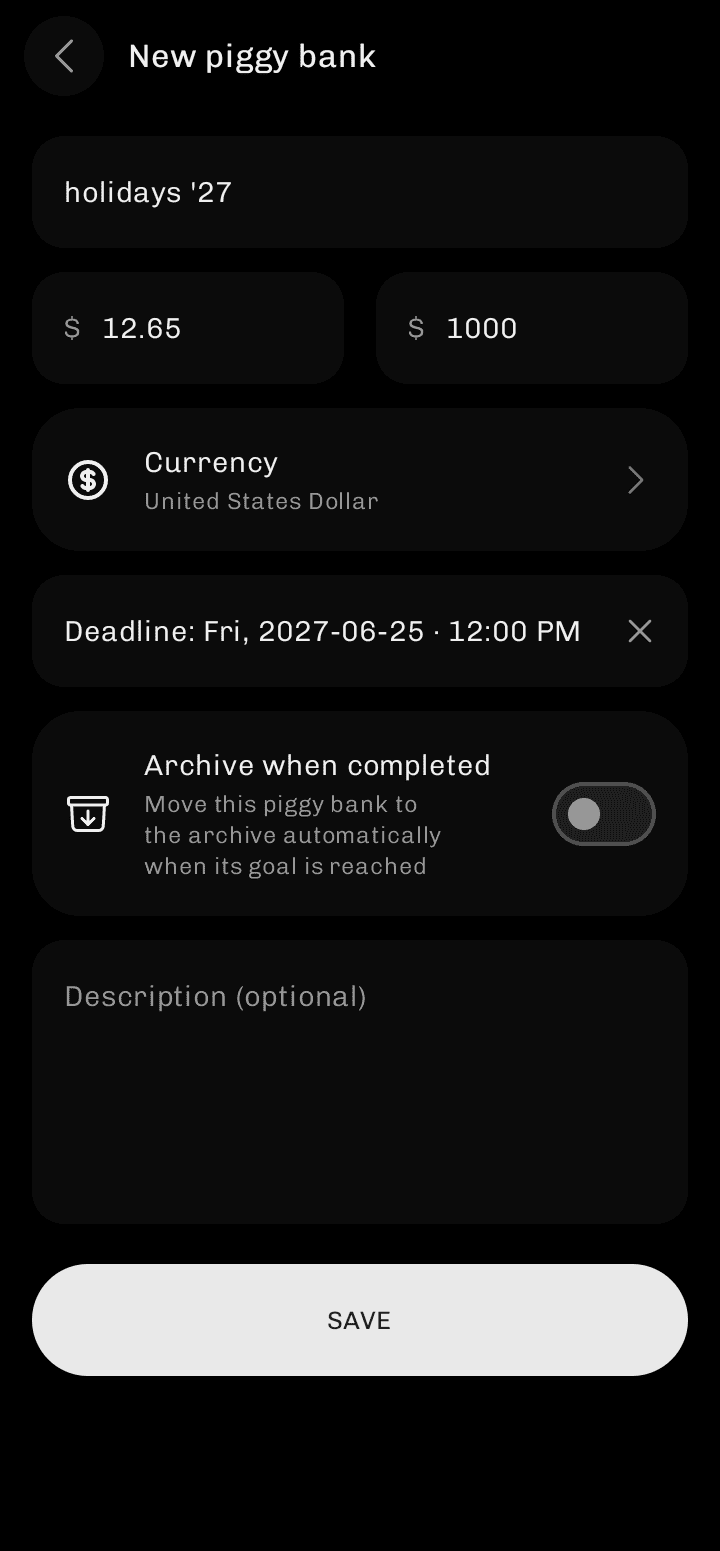 New piggy bank
holidays '27
$ 12.65
$ 1000
Currency
United States Dollar
Deadline: Fri, 2027-06-25 · 12:00 PM
Archive when completed
Move this piggy bank to
the archive automatically
when its goal is reached
Description (optional)
SAVE